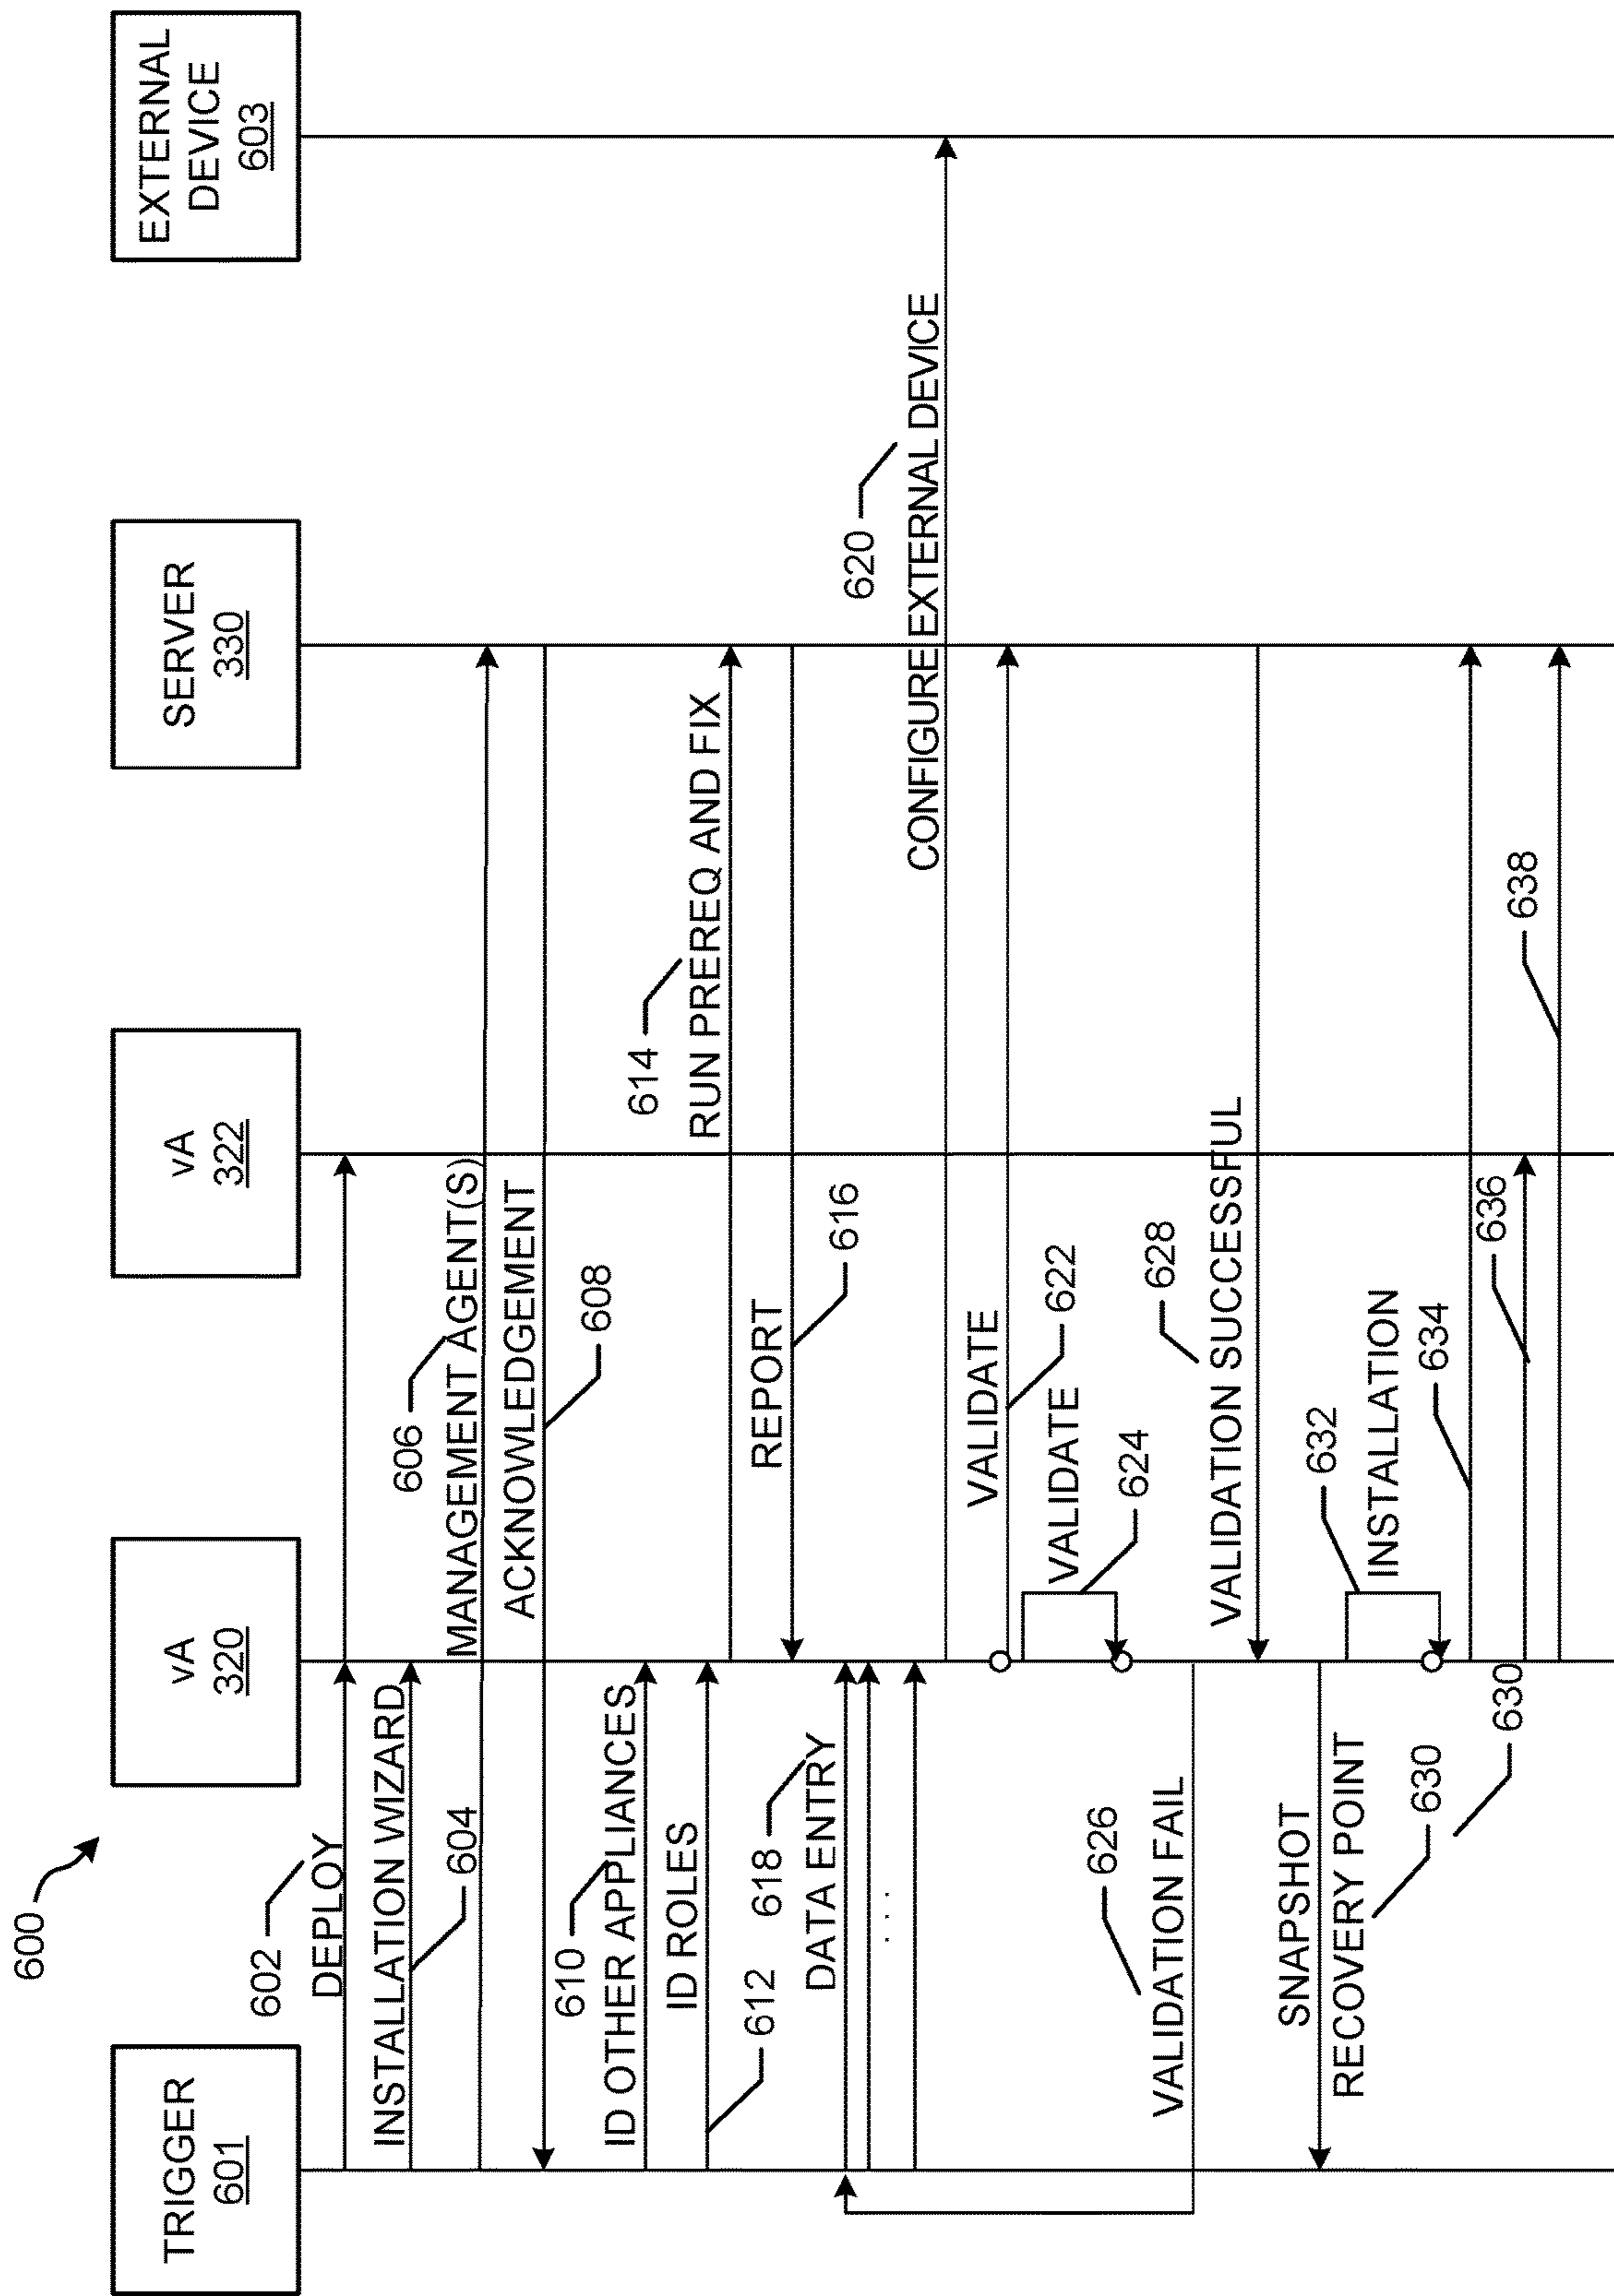 600
TRIGGER
601
vA
320
vA
322
SERVER
330
EXTERNAL
DEVICE
603
602
DEPLOY
INSTALLATION WIZARD
604
606
MANAGEMENT AGENT(S)
ACKNOWLEDGEMENT
608
610
ID OTHER APPLIANCES
ID ROLES
612
614
RUN PREREQ AND FIX
REPORT
616
618
DATA ENTRY
. . .
620
CONFIGURE EXTERNAL DEVICE
VALIDATE
622
VALIDATE
624
626
VALIDATION FAIL
628
VALIDATION SUCCESSFUL
SNAPSHOT
RECOVERY POINT
630
630
632
INSTALLATION
634
636
638